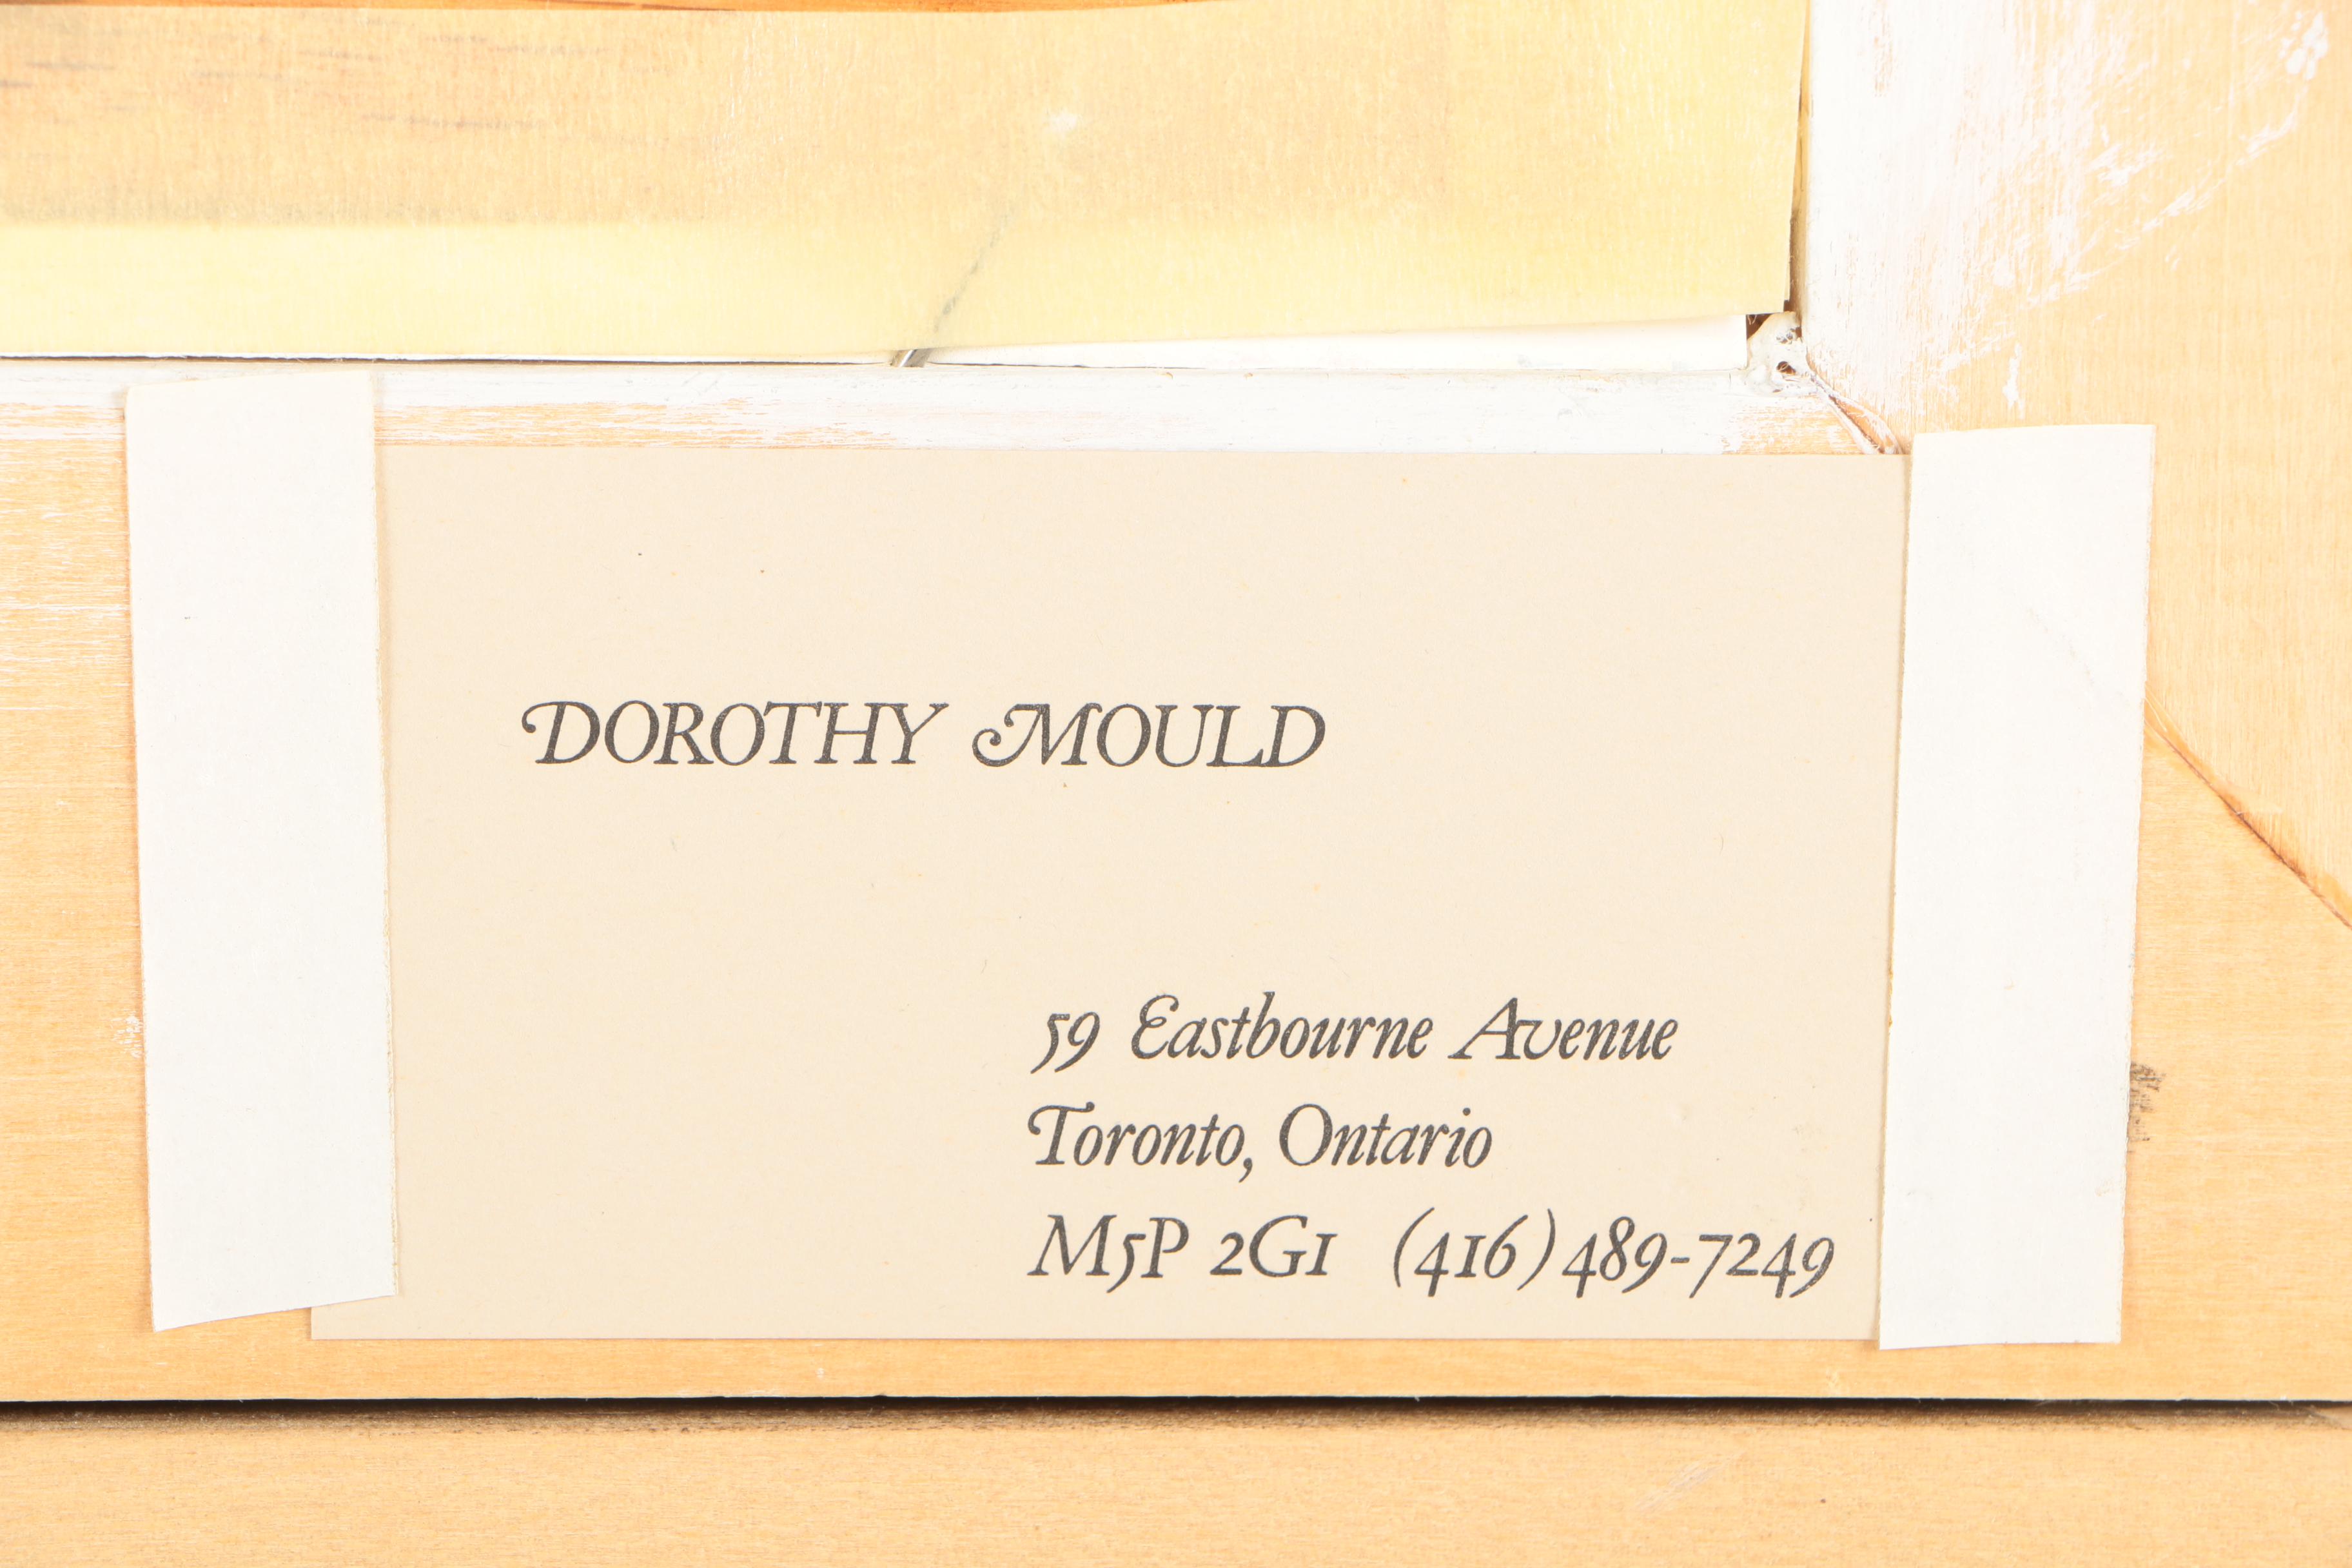 DOROTHY MOULD
59 Eastbourne Avenue
Toronto, Ontario
M5P 2G1 (416) 489-7249